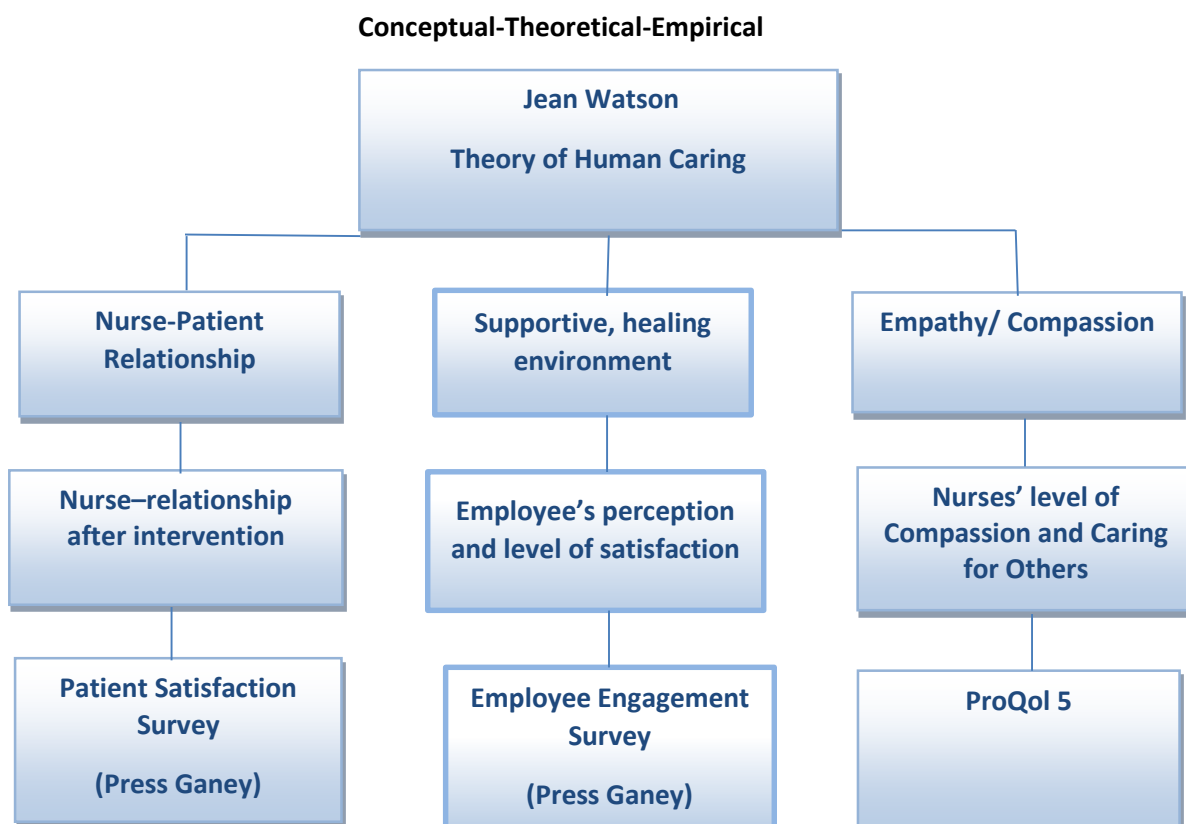 Conceptual-Theoretical-Empirical
Jean Watson
Theory of Human Caring
Nurse-Patient
Relationship
Supportive, healing
environment
Empathy/ Compassion
Nurse–relationship
after intervention
Employee’s perception
and level of satisfaction
Nurses’ level of
Compassion and Caring
for Others
Patient Satisfaction
Survey
(Press Ganey)
Employee Engagement
Survey
(Press Ganey)
ProQol 5